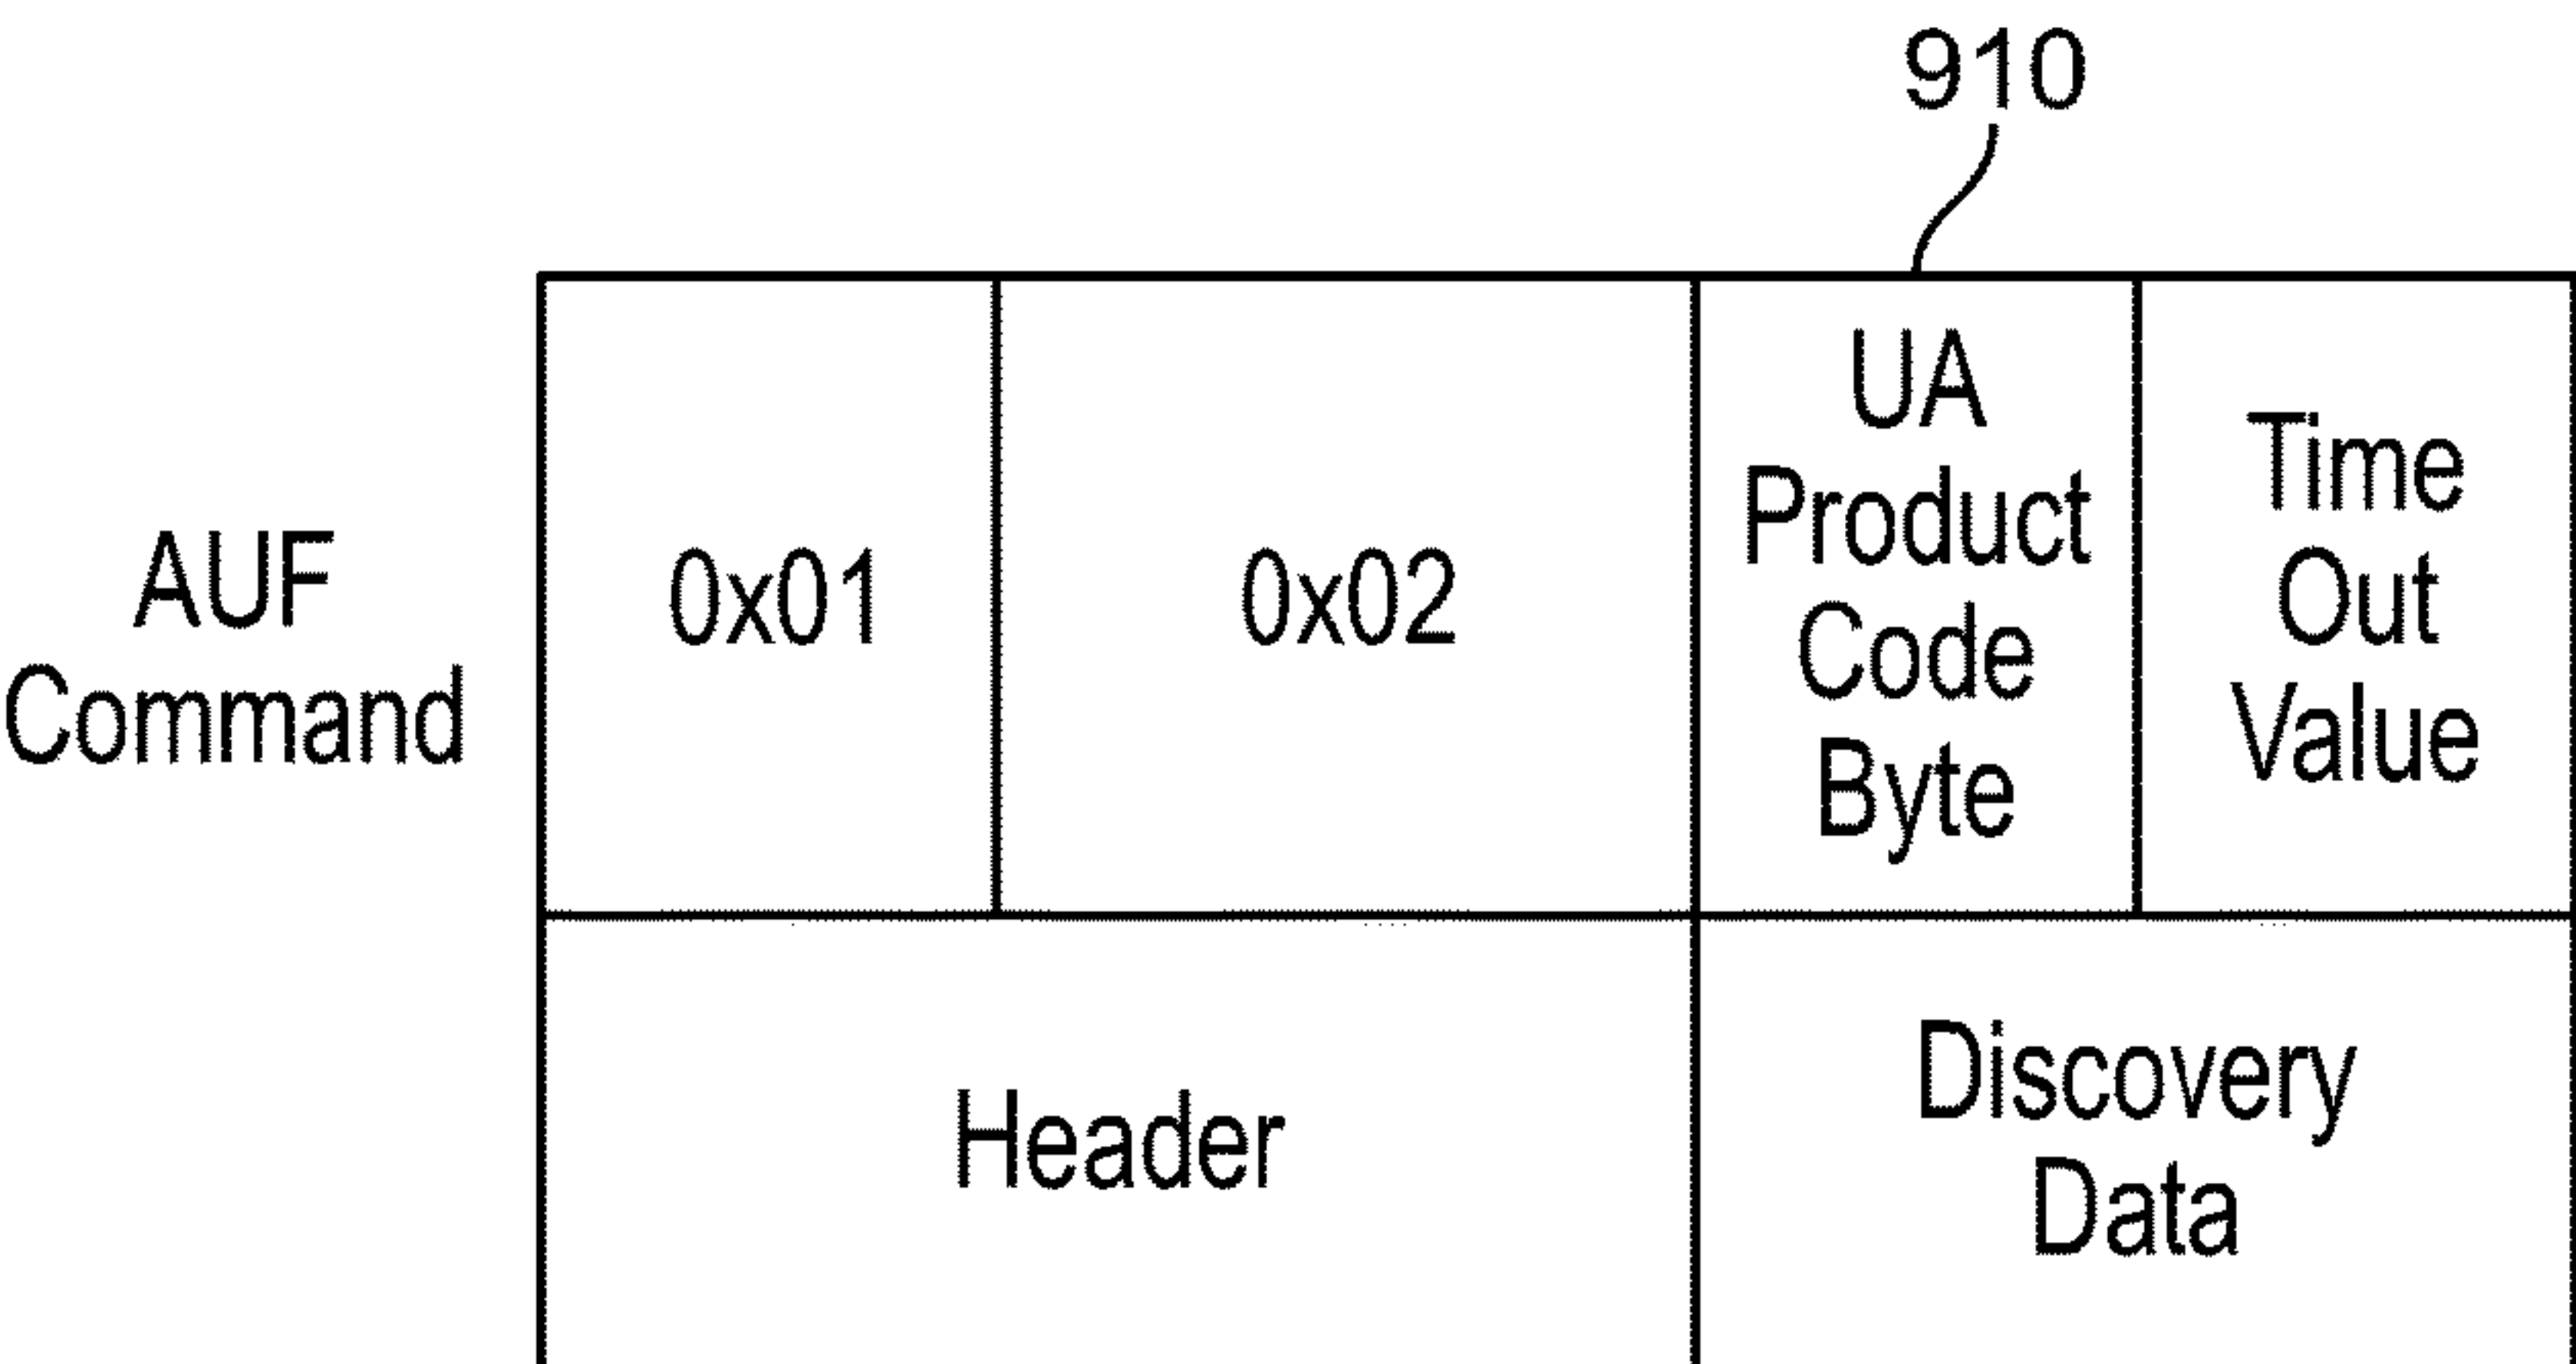 910
AUF
Command
0x01
0x02
UA
Product
Code
Byte
Time
Out
Value
Header
Discovery
Data